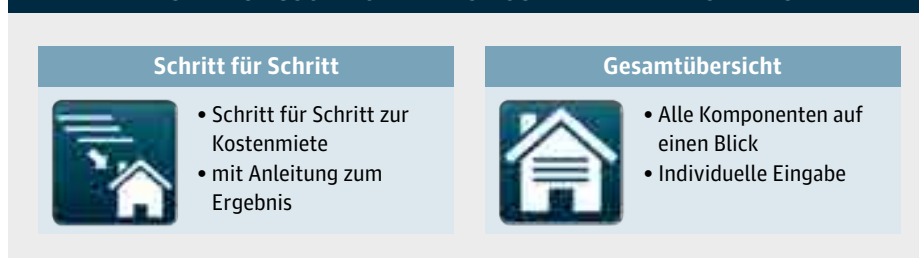 Schritt für Schritt
• Schritt für Schritt zur
Kostenmiete
• mit Anleitung zum
Ergebnis
Gesamtübersicht
• Alle Komponenten auf
einen Blick
• Individuelle Eingabe